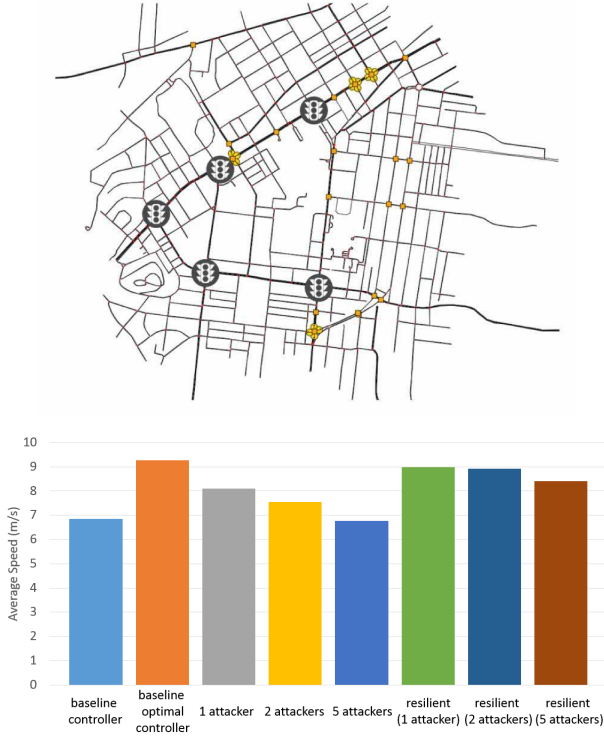 10
9
8
7
6
5
4
3
2
1
0
Average Speed (m/s)
baseline
controller
baseline
optimal
controller
1 attacker
2 attackers
5 attackers
resilient
(1 attacker)
resilient
(2 attackers)
resilient
(5 attackers)